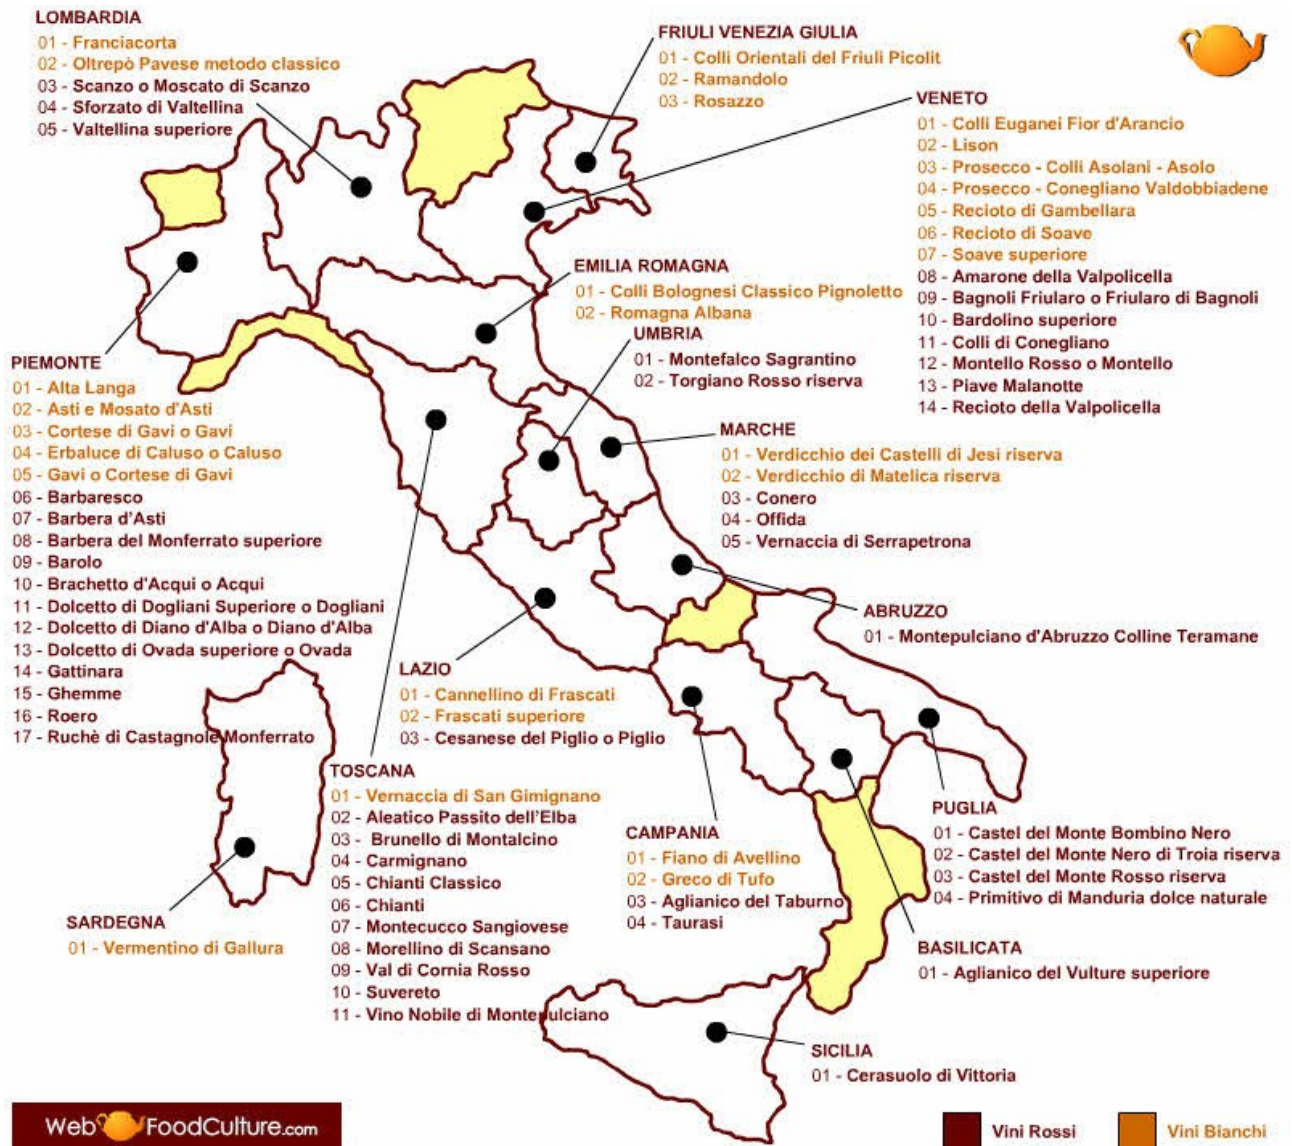 LOMBARDIA
01 - Franciacorta
02 - Oltrepò Pavese metodo classico
03 - Scanzo o Moscato di Scanzo
04 - Sforzato di Valtellina
05 - Valtellina superiore
FRIULI VENEZIA GIULIA
01 - Colli Orientali del Friuli Picolit
02 - Ramandolo
03 - Rosazzo
VENETO
01 - Colli Euganei Fior d'Arancio
02 - Lison
03 - Prosecco - Colli Asolani - Asolo
04 - Prosecco - Conegliano Valdobbiadene
05 - Recioto di Gambellara
06 - Recioto di Soave
07 - Soave superiore
08 - Amarone della Valpolicella
09 - Bagnoli Friularo o Friularo di Bagnoli
10 - Bardolino superiore
11 - Colli di Conegliano
12 - Montello Rosso o Montello
13 - Piave Malanotte
14 - Recioto della Valpolicella
EMILIA ROMAGNA
01 - Colli Bolognesi Classico Pignoletto
02 - Romagna Albana
UMBRIA
01 - Montefalco Sagrantino
02 - Torgiano Rosso riserva
PIEMONTE
01 - Alta Langa
02 - Asti e Mosato d'Asti
03 - Cortese di Gavi o Gavi
04 - Erbaluce di Caluso o Caluso
05 - Gavi o Cortese di Gavi
06 - Barbaresco
07 - Barbera d'Asti
08 - Barbera del Monferrato superiore
09 - Barolo
10 - Brachetto d'Acqui o Acqui
11 - Dolcetto di Dogliani Superiore o Dogliani
12 - Dolcetto di Diano d'Alba o Diano d'Alba
13 - Dolcetto di Ovada superiore o Ovada
14 - Gattinara
15 - Ghemme
16 - Roero
17 - Ruchè di Castagnole Monferrato
MARCHE
01 - Verdicchio dei Castelli di Jesi riserva
02 - Verdicchio di Matelica riserva
03 - Conero
04 - Offida
05 - Vernaccia di Serrapetrona
ABRUZZO
01 - Montepulciano d'Abruzzo Colline Teramane
LAZIO
01 - Cannellino di Frascati
02 - Frascati superiore
03 - Cesanese del Piglio o Piglio
TOSCANA
01 - Vernaccia di San Gimignano
02 - Aleatico Passito dell'Elba
03 - Brunello di Montalcino
04 - Carmignano
05 - Chianti Classico
06 - Chianti
07 - Montecucco Sangiovese
08 - Morellino di Scansano
09 - Val di Cornia Rosso
10 - Suvereto
11 - Vino Nobile di Montepulciano
CAMPANIA
01 - Fiano di Avellino
02 - Greco di Tufo
03 - Aglianico del Taburno
04 - Taurasi
PUGLIA
01 - Castel del Monte Bombino Nero
02 - Castel del Monte Nero di Troia riserva
03 - Castel del Monte Rosso riserva
04 - Primitivo di Manduria dolce naturale
SARDEGNA
01 - Vermentino di Gallura
BASILICATA
01 - Aglianico del Vulture superiore
SICILIA
01 - Cerasuolo di Vittoria
Web FoodCulture.com
Vini Rossi
Vini Bianchi